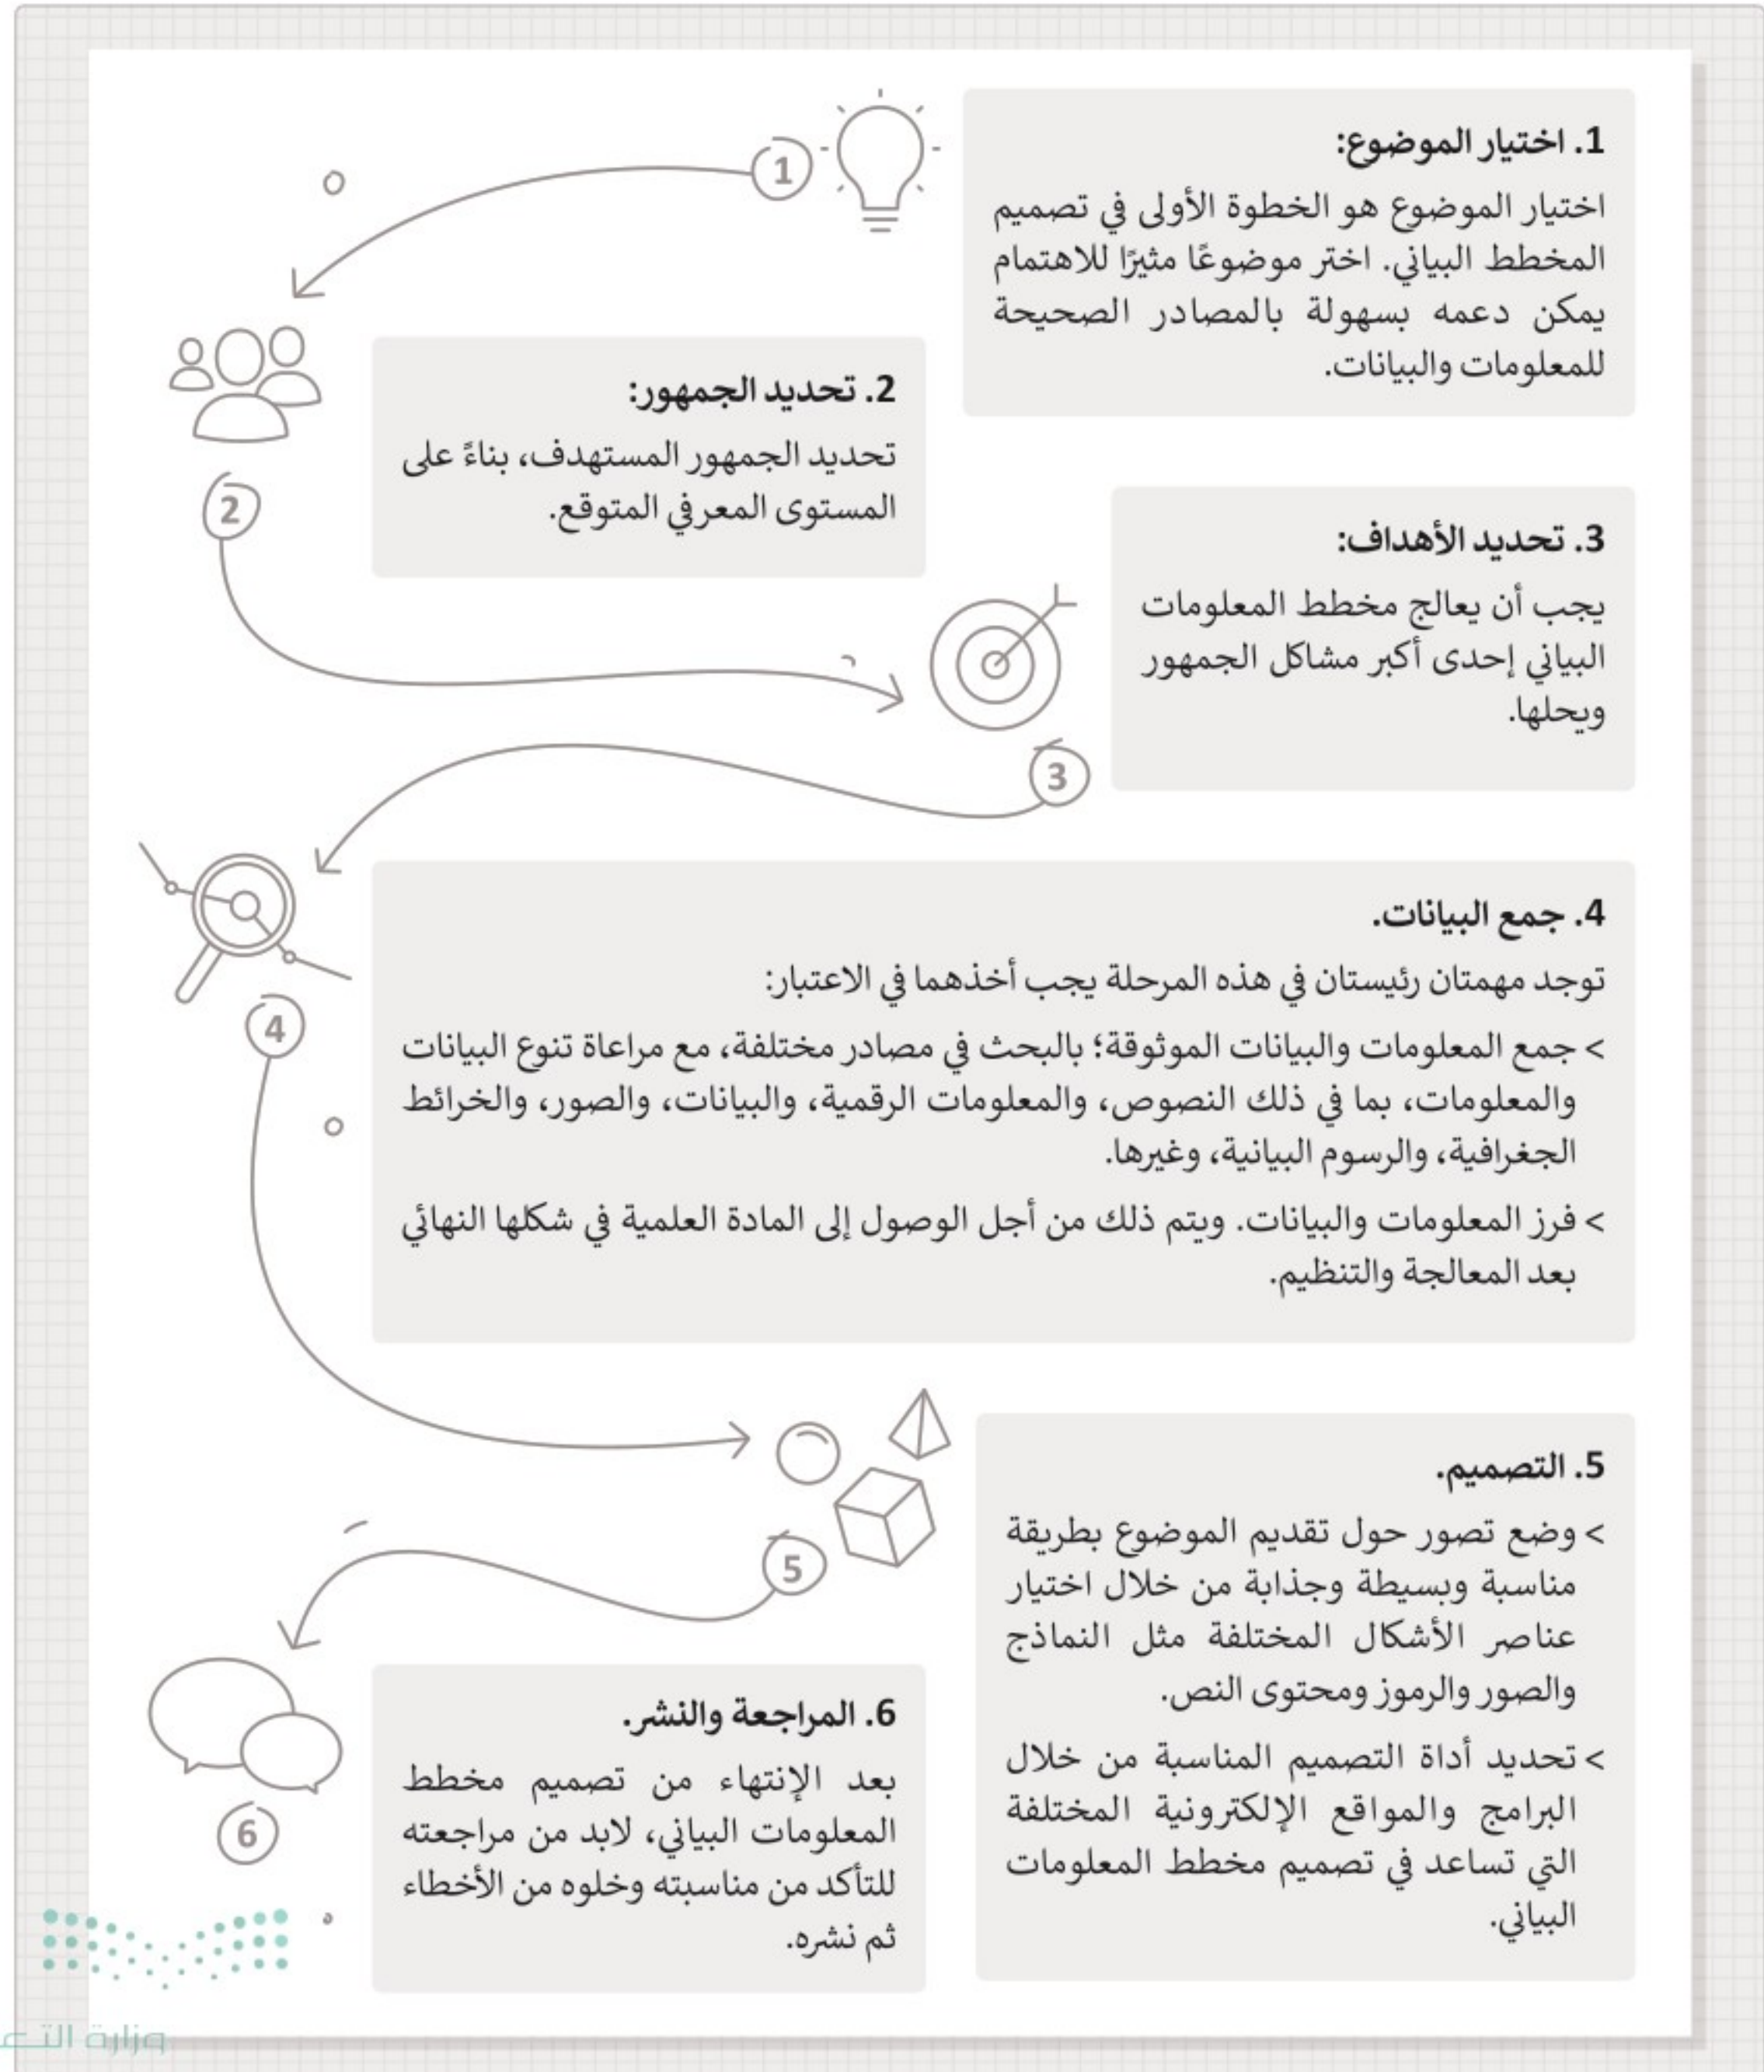 1
1. اختيار الموضوع:
اختيار الموضوع هو الخطوة الأولى في تصميم
المخطط البياني. اختر موضوعًا مثيرًا للاهتمام
يمكن دعمه بسهولة بالمصادر الصحيحة
للمعلومات والبيانات.
2. تحديد الجمهور:
تحديد الجمهور المستهدف، بناءً على
المستوى المعرفي المتوقع.
2
3. تحديد الأهداف:
يجب أن يعالج مخطط المعلومات
البياني إحدى أكبر مشاكل الجمهور
ويحلها.
3
4. جمع البيانات.
توجد مهمتان رئيستان في هذه المرحلة يجب أخذهما في الاعتبار:
> جمع المعلومات والبيانات الموثوقة؛ بالبحث في مصادر مختلفة، مع مراعاة تنوع البيانات
والمعلومات، بما في ذلك النصوص، والمعلومات الرقمية، والبيانات، والصور، والخرائط
الجغرافية، والرسوم البيانية، وغيرها.
> فرز المعلومات والبيانات. ويتم ذلك من أجل الوصول إلى المادة العلمية في شكلها النهائي
بعد المعالجة والتنظيم.
4
5. التصميم.
> وضع تصور حول تقديم الموضوع بطريقة
مناسبة وبسيطة وجذابة من خلال اختيار
عناصر الأشكال المختلفة مثل النماذج
والصور والرموز ومحتوى النص.
> تحديد أداة التصميم المناسبة من خلال
البرامج والمواقع الإلكترونية المختلفة
التي تساعد في تصميم مخطط المعلومات
البياني.
5
6. المراجعة والنشر.
بعد الإنتهاء من تصميم مخطط
المعلومات البياني، لابد من مراجعته
للتأكد من مناسبته وخلوه من الأخطاء
ثم نشره.
6
وزارة